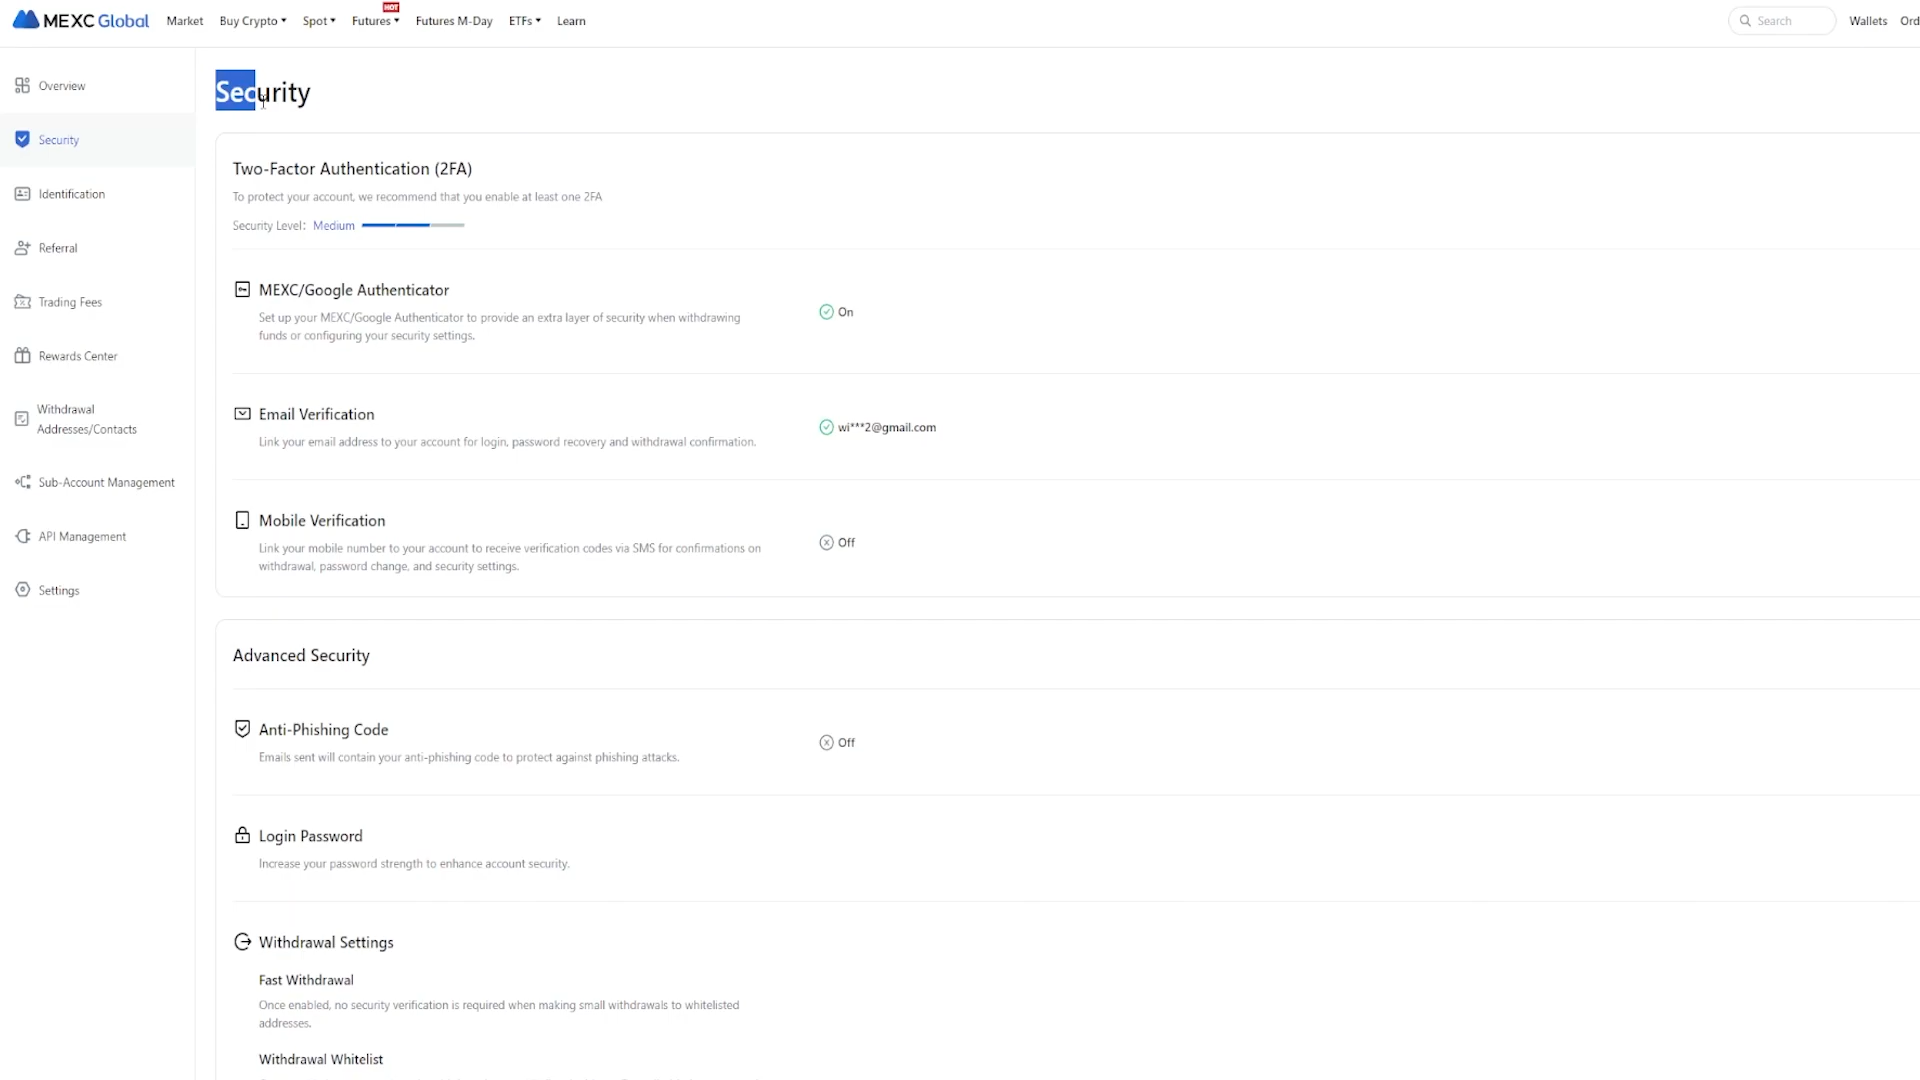 MEXC Global Market Buy Crypto Spot Futures HOT Futures M-Day ETFs Learn Search Wallets Ord
Overview
Security
Identification
Referral
Trading Fees
Rewards Center
Withdrawal
Addresses/Contacts
Sub-Account Management
API Management
Settings
Security
Two-Factor Authentication (2FA)
To protect your account, we recommend that you enable at least one 2FA
Security Level: Medium
MEXC/Google Authenticator
Set up your MEXC/Google Authenticator to provide an extra layer of security when withdrawing
funds or configuring your security settings.
On
Email Verification
Link your email address to your account for login, password recovery and withdrawal confirmation.
wi***2@gmail.com
Mobile Verification
Link your mobile number to your account to receive verification codes via SMS for confirmations on
withdrawal, password change, and security settings.
Off
Advanced Security
Anti-Phishing Code
Emails sent will contain your anti-phishing code to protect against phishing attacks.
Off
Login Password
Increase your password strength to enhance account security.
Withdrawal Settings
Fast Withdrawal
Once enabled, no security verification is required when making small withdrawals to whitelisted
addresses.
Withdrawal Whitelist